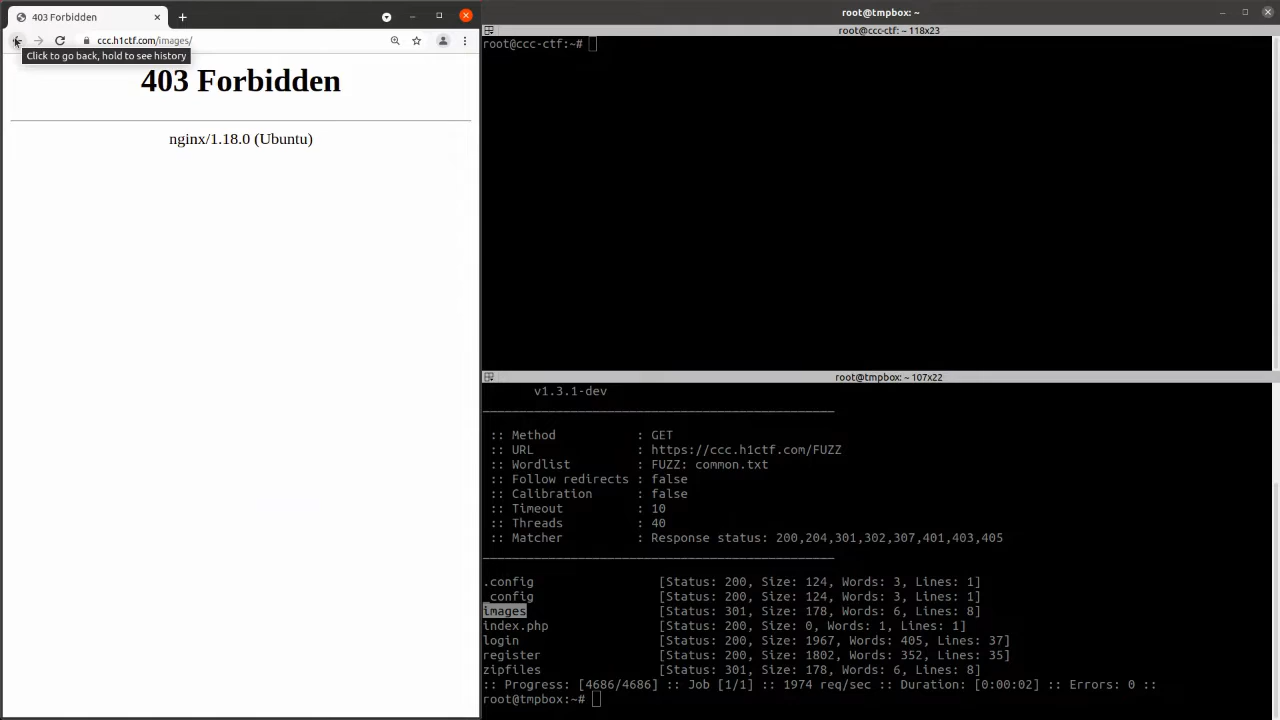 403 Forbidden
ccc.h1ctf.com/images/
Click to go back, hold to see history
403 Forbidden
nginx/1.18.0 (Ubuntu)
root@tmpbox: ~
root@ccc-ctf: ~ 118x23
root@ccc-ctf:~#
root@tmpbox: ~ 107x22
v1.3.1-dev
________________________________________________
:: Method : GET
:: URL : https://ccc.h1ctf.com/FUZZ
:: Wordlist : FUZZ: common.txt
:: Follow redirects : false
:: Calibration : false
:: Timeout : 10
:: Threads : 40
:: Matcher : Response status: 200,204,301,302,307,401,403,405
________________________________________________
.config [Status: 200, Size: 124, Words: 3, Lines: 1]
_config [Status: 200, Size: 124, Words: 3, Lines: 1]
images [Status: 301, Size: 178, Words: 6, Lines: 8]
index.php [Status: 200, Size: 0, Words: 1, Lines: 1]
login [Status: 200, Size: 1967, Words: 405, Lines: 37]
register [Status: 200, Size: 1802, Words: 352, Lines: 35]
zipfiles [Status: 301, Size: 178, Words: 6, Lines: 8]
:: Progress: [4686/4686] :: Job [1/1] :: 1974 req/sec :: Duration: [0:00:02] :: Errors: 0 ::
root@tmpbox:~#